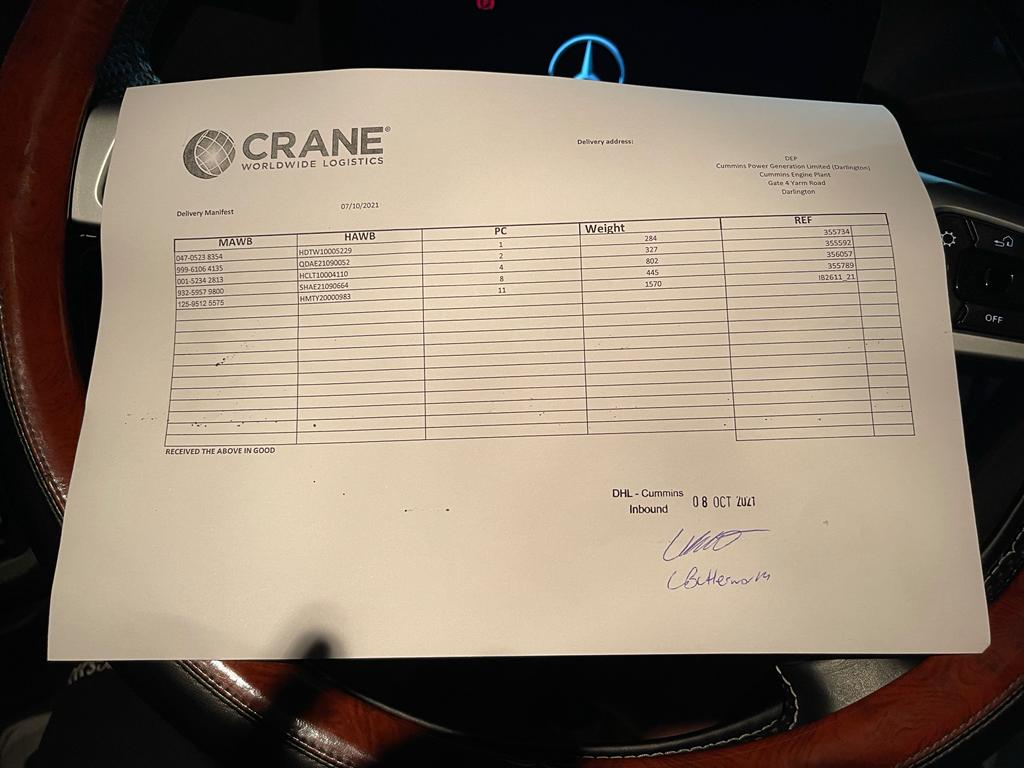 CRANE®
WORLDWIDE LOGISTICS
Delivery address:
DEP
Cummins Power Generation Limited (Darlington)
Cummins Engine Plant
Gate 4 Yarm Road
Darlington
Delivery Manifest 07/10/2021
MAWB HAWB PC Weight REF
047-0523 8354 HDTW10005229 1 284 355734
999-6106 4135 QDAE21090052 2 327 355592
001-5234 2813 HCLT10004110 4 802 356057
932-5957 9800 SHAE21090664 8 445 355789
125-9512 5575 HMTY20000983 11 1570 IB2611_21
RECEIVED THE ABOVE IN GOOD
DHL - Cummins 08 OCT 2021
Inbound
OFF